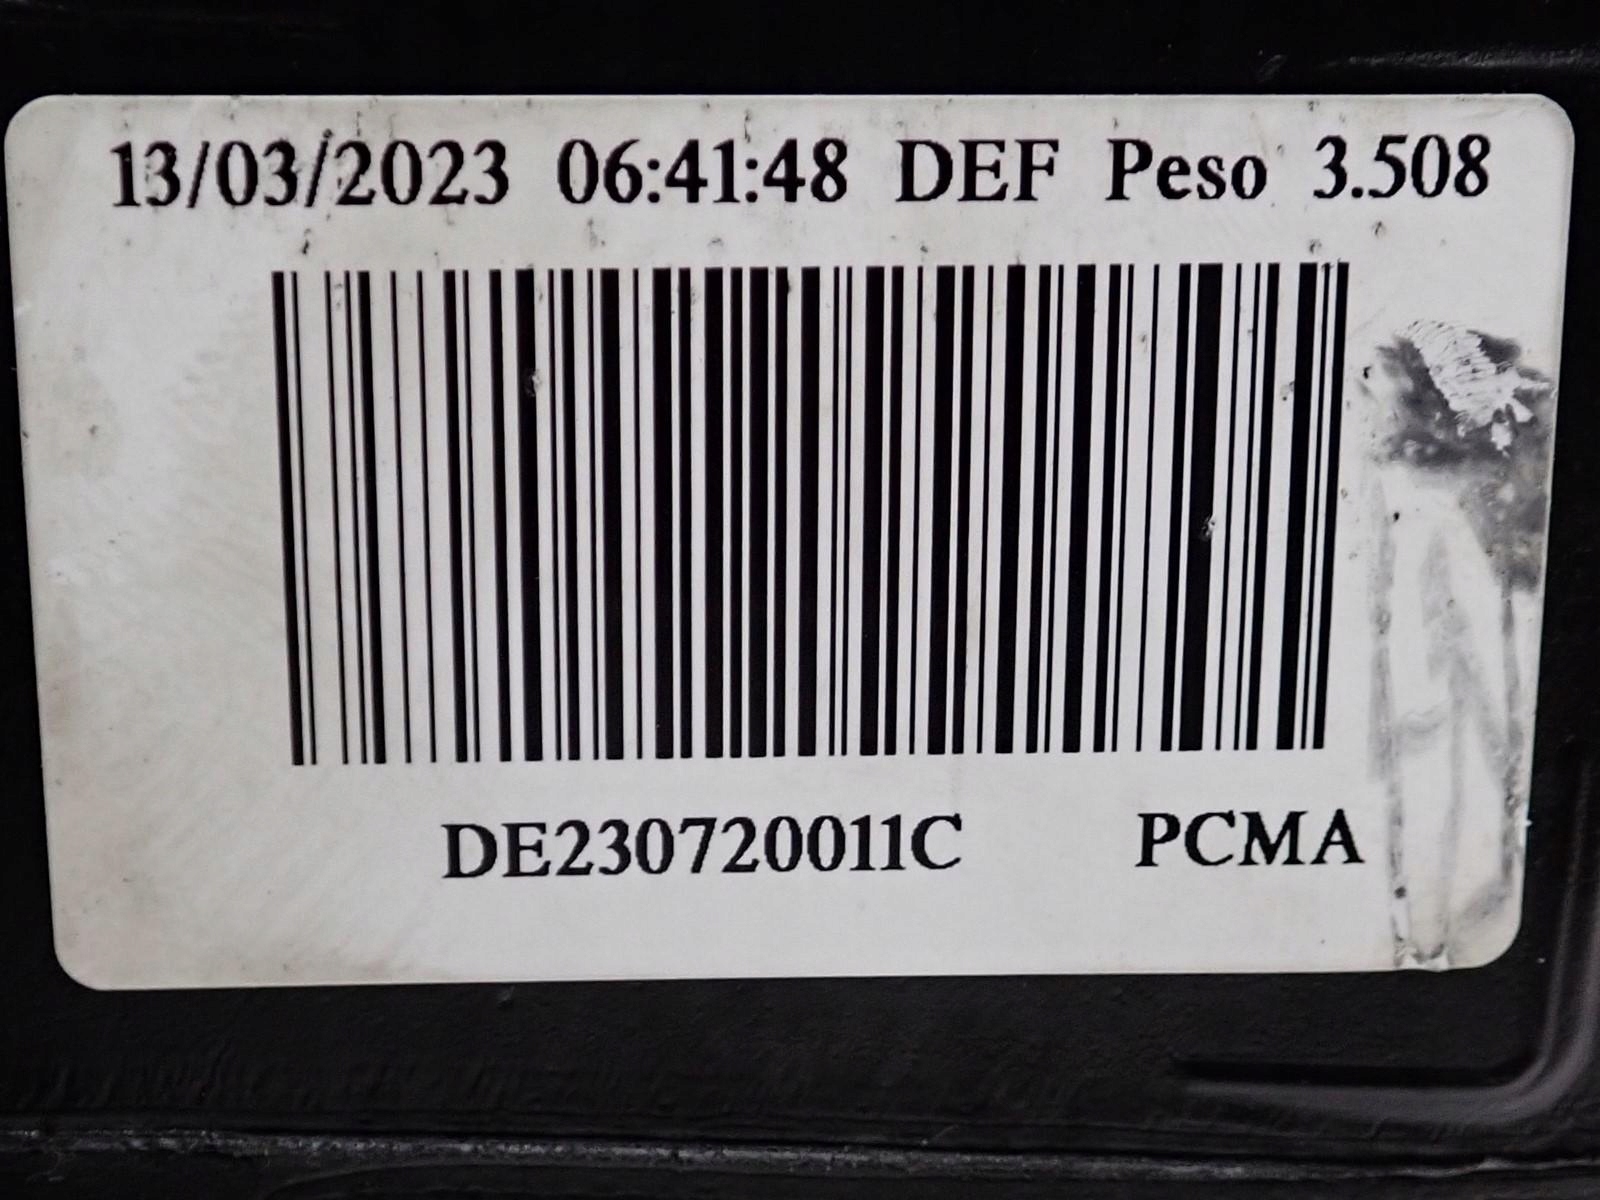 13/03/2023 06:41:48 DEF Peso 3.508
DE230720011C PCMA